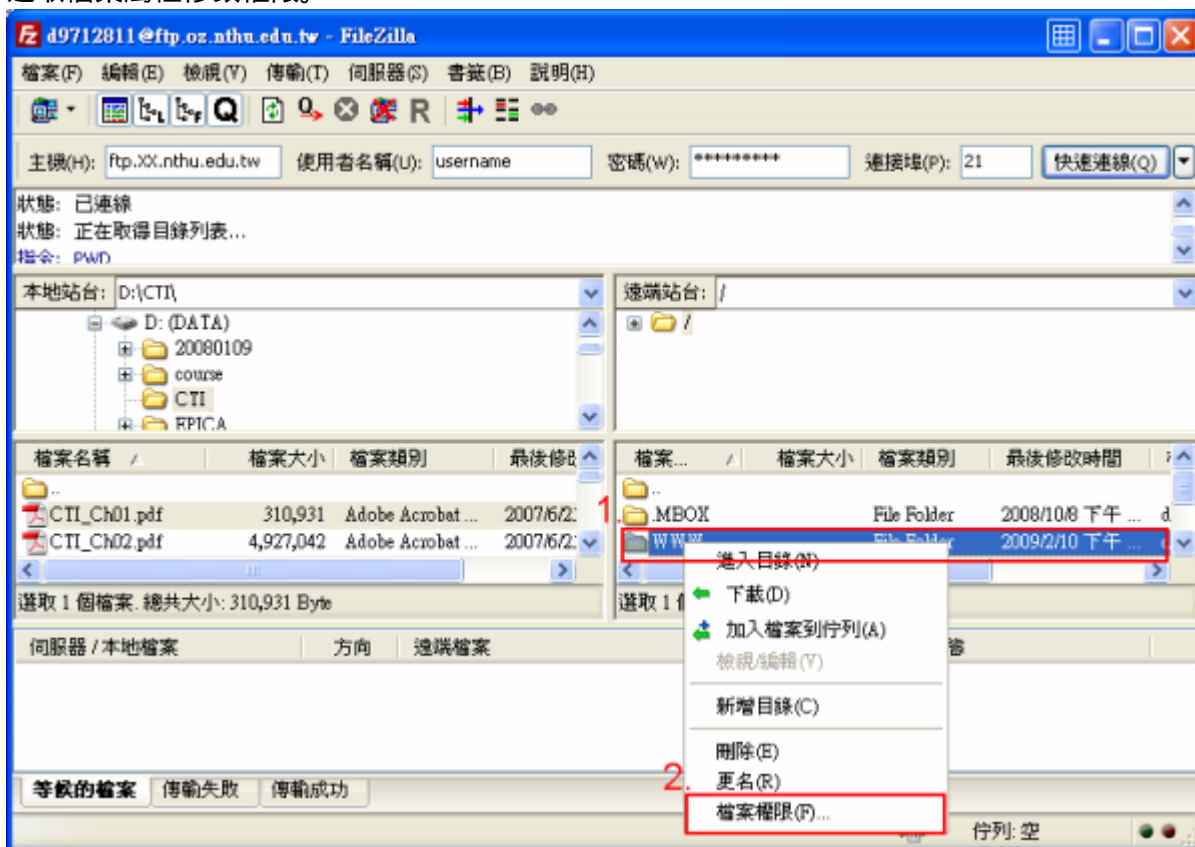 d9712811@ftp.oz.nthu.edu.tw - FileZilla
檔案(F) 編輯(E) 檢視(V) 傳輸(T) 伺服器(S) 書籤(B) 說明(H)
主機(H): ftp.XX.nthu.edu.tw 使用者名稱(U): username 密碼(W): ********* 連接埠(P): 21 快速連線(Q)
狀態: 已連線
狀態: 正在取得目錄列表...
指令: PWD
本地站台: D:\CTI\ 遠端站台: /
D: (DATA) /
20080109
course
CTI
EPICA
檔案名稱 檔案大小 檔案類別 最後修改 檔案... 檔案大小 檔案類別 最後修改時間
.. ..
CTI_Ch01.pdf 310,931 Adobe Acrobat ... 2007/6/2 1. .MBOX File Folder 2008/10/8 下午 ... d
CTI_Ch02.pdf 4,927,042 Adobe Acrobat ... 2007/6/2 WWW File Folder 2009/2/10 下午 ...
進入目錄(N)
選取 1 個檔案. 總共大小: 310,931 Byte 選取 1
下載(D)
加入檔案到佇列(A)
伺服器 / 本地檔案 方向 遠端檔案
檢視/編輯(V)
新增目錄(C)
刪除(E)
2. 更名(R)
等候的檔案 傳輸失敗 傳輸成功
檔案權限(F)...
佇列: 空